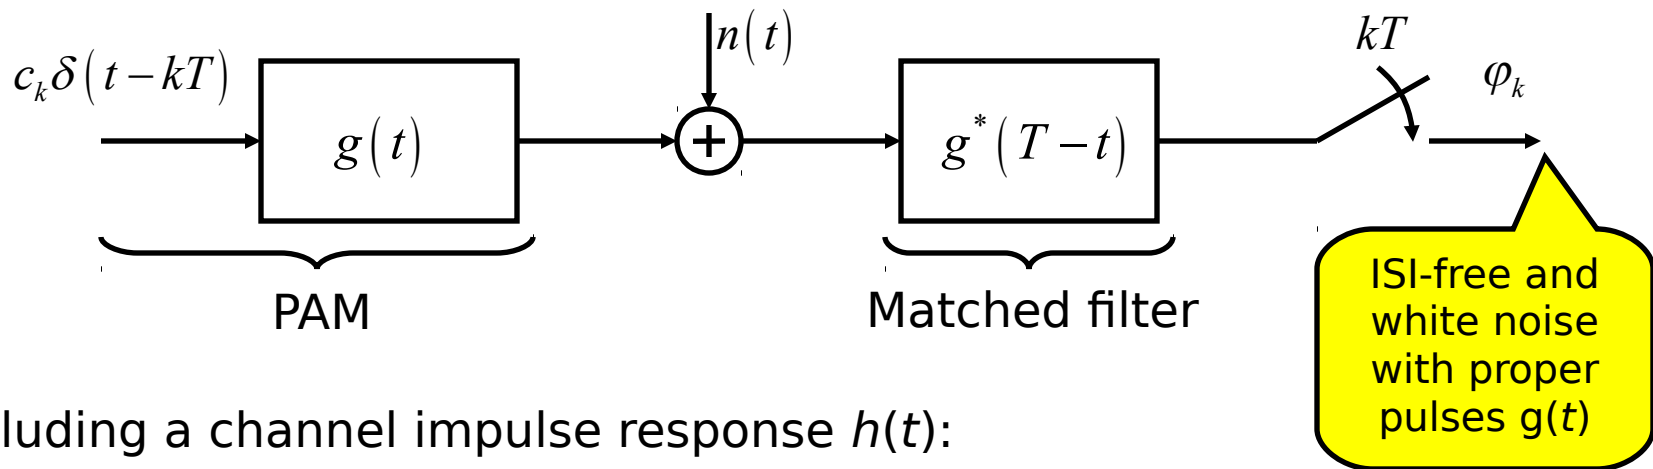 n(t)
kT
c_k δ(t − kT)
φ_k
g(t)
+
g*(T − t)
PAM
Matched filter
ISI-free and
white noise
with proper
pulses g(t)
luding a channel impulse response h(t):